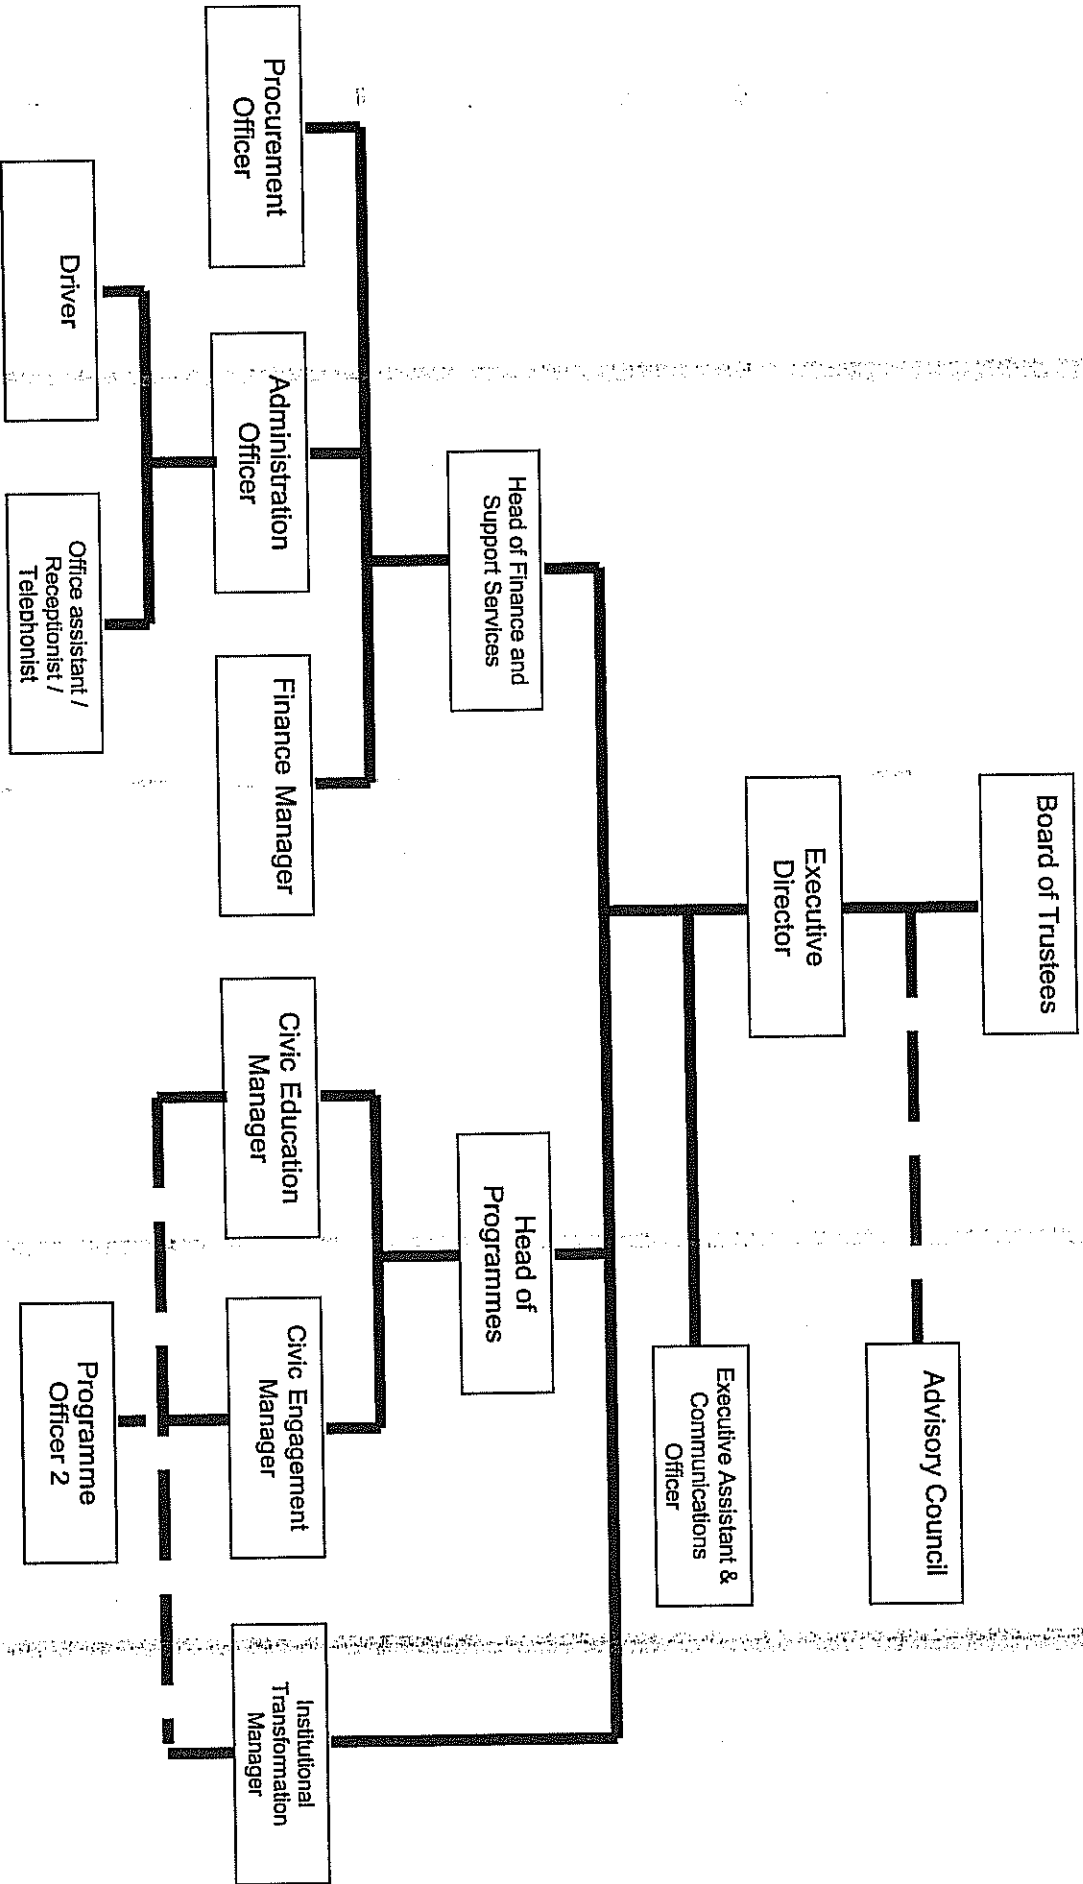 Board of Trustees
Advisory Council
Executive
Director
Executive Assistant &
Communications
Officer
Head of Finance and
Support Services
Head of
Programmes
Procurement
Officer
Administration
Officer
Finance Manager
Civic Education
Manager
Civic Engagement
Manager
Institutional
Transformation
Manager
Driver
Office assistant /
Receptionist /
Telephonist
Programme
Officer 2